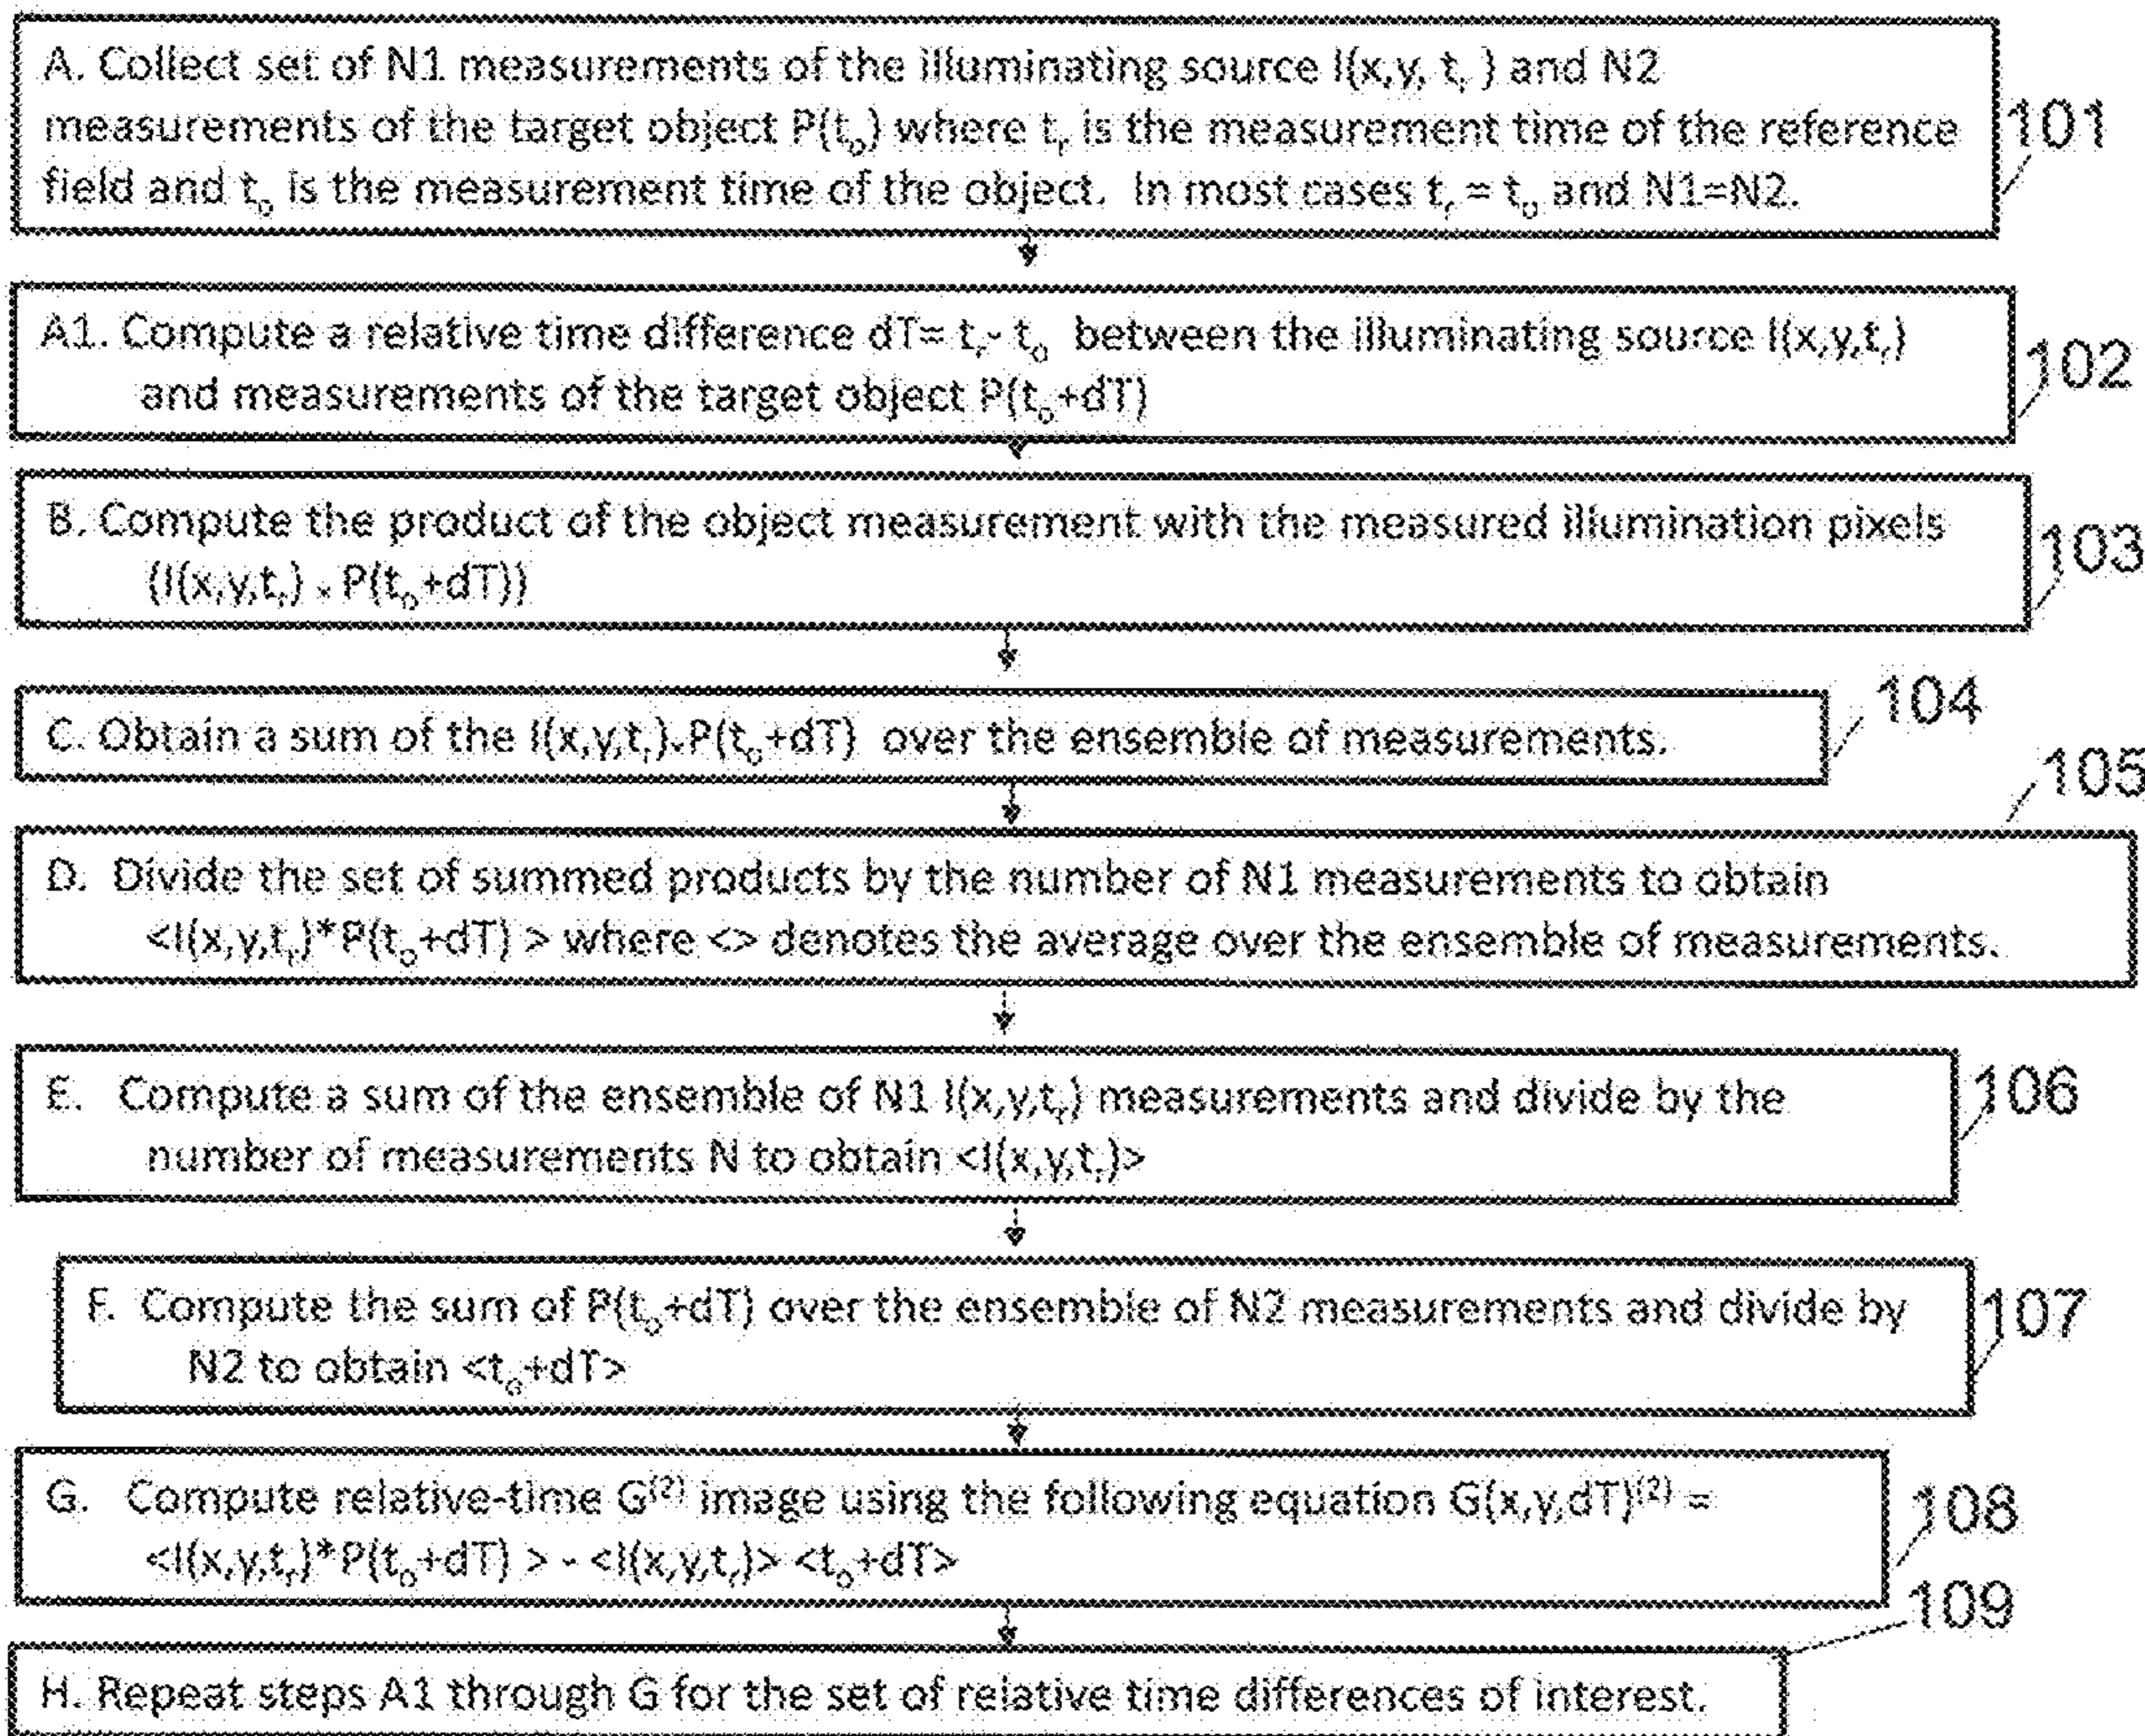 A. Collect set of N1 measurements of the illuminating source I(x,y, tᵣ ) and N2
measurements of the target object P(tₒ) where tᵣ is the measurement time of the reference
field and tₒ is the measurement time of the object. In most cases tᵣ = tₒ and N1=N2.
101
A1. Compute a relative time difference dT= tᵣ- tₒ between the illuminating source I(x,y,tᵣ)
and measurements of the target object P(tₒ+dT)
102
B. Compute the product of the object measurement with the measured illumination pixels
(I(x,y,tᵣ) × P(tₒ+dT))
103
C. Obtain a sum of the I(x,y,tᵣ)×P(tₒ+dT) over the ensemble of measurements.
104
105
D. Divide the set of summed products by the number of N1 measurements to obtain
<I(x,y,tᵣ)*P(tₒ+dT) > where <> denotes the average over the ensemble of measurements.
E. Compute a sum of the ensemble of N1 I(x,y,tᵣ) measurements and divide by the
number of measurements N to obtain <I(x,y,tᵣ)>
106
F. Compute the sum of P(tₒ+dT) over the ensemble of N2 measurements and divide by
N2 to obtain <tₒ+dT>
107
G. Compute relative-time G⁽²⁾ image using the following equation G(x,y,dT)⁽²⁾ =
<I(x,y,tᵣ)*P(tₒ+dT) > - <I(x,y,tᵣ)> <tₒ+dT>
108
109
H. Repeat steps A1 through G for the set of relative time differences of interest.